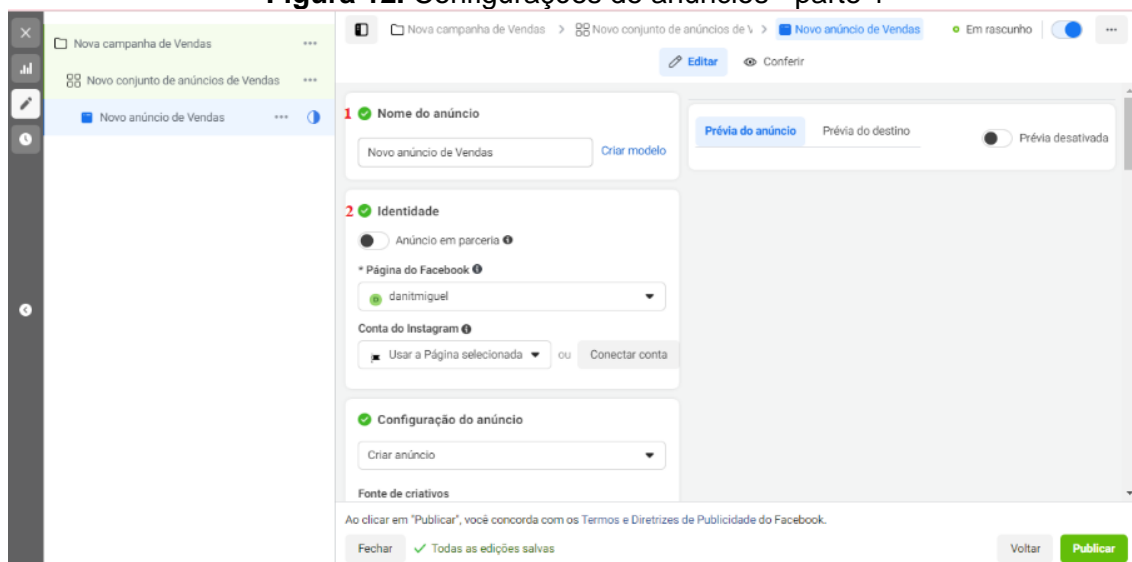 Figura 12. Configurações de anúncios - parte 1
Nova campanha de Vendas
Novo conjunto de anúncios de Vendas
Novo anúncio de Vendas
Nova campanha de Vendas > Novo conjunto de anúncios de V > Novo anúncio de Vendas Em rascunho
Editar Conferir
1 Nome do anúncio
Novo anúncio de Vendas Criar modelo
Prévia do anúncio Prévia do destino Prévia desativada
2 Identidade
Anúncio em parceria
* Página do Facebook
danitmiguel
Conta do Instagram
Usar a Página selecionada ou Conectar conta
Configuração do anúncio
Criar anúncio
Fonte de criativos
Ao clicar em "Publicar", você concorda com os Termos e Diretrizes de Publicidade do Facebook.
Fechar Todas as edições salvas Voltar Publicar